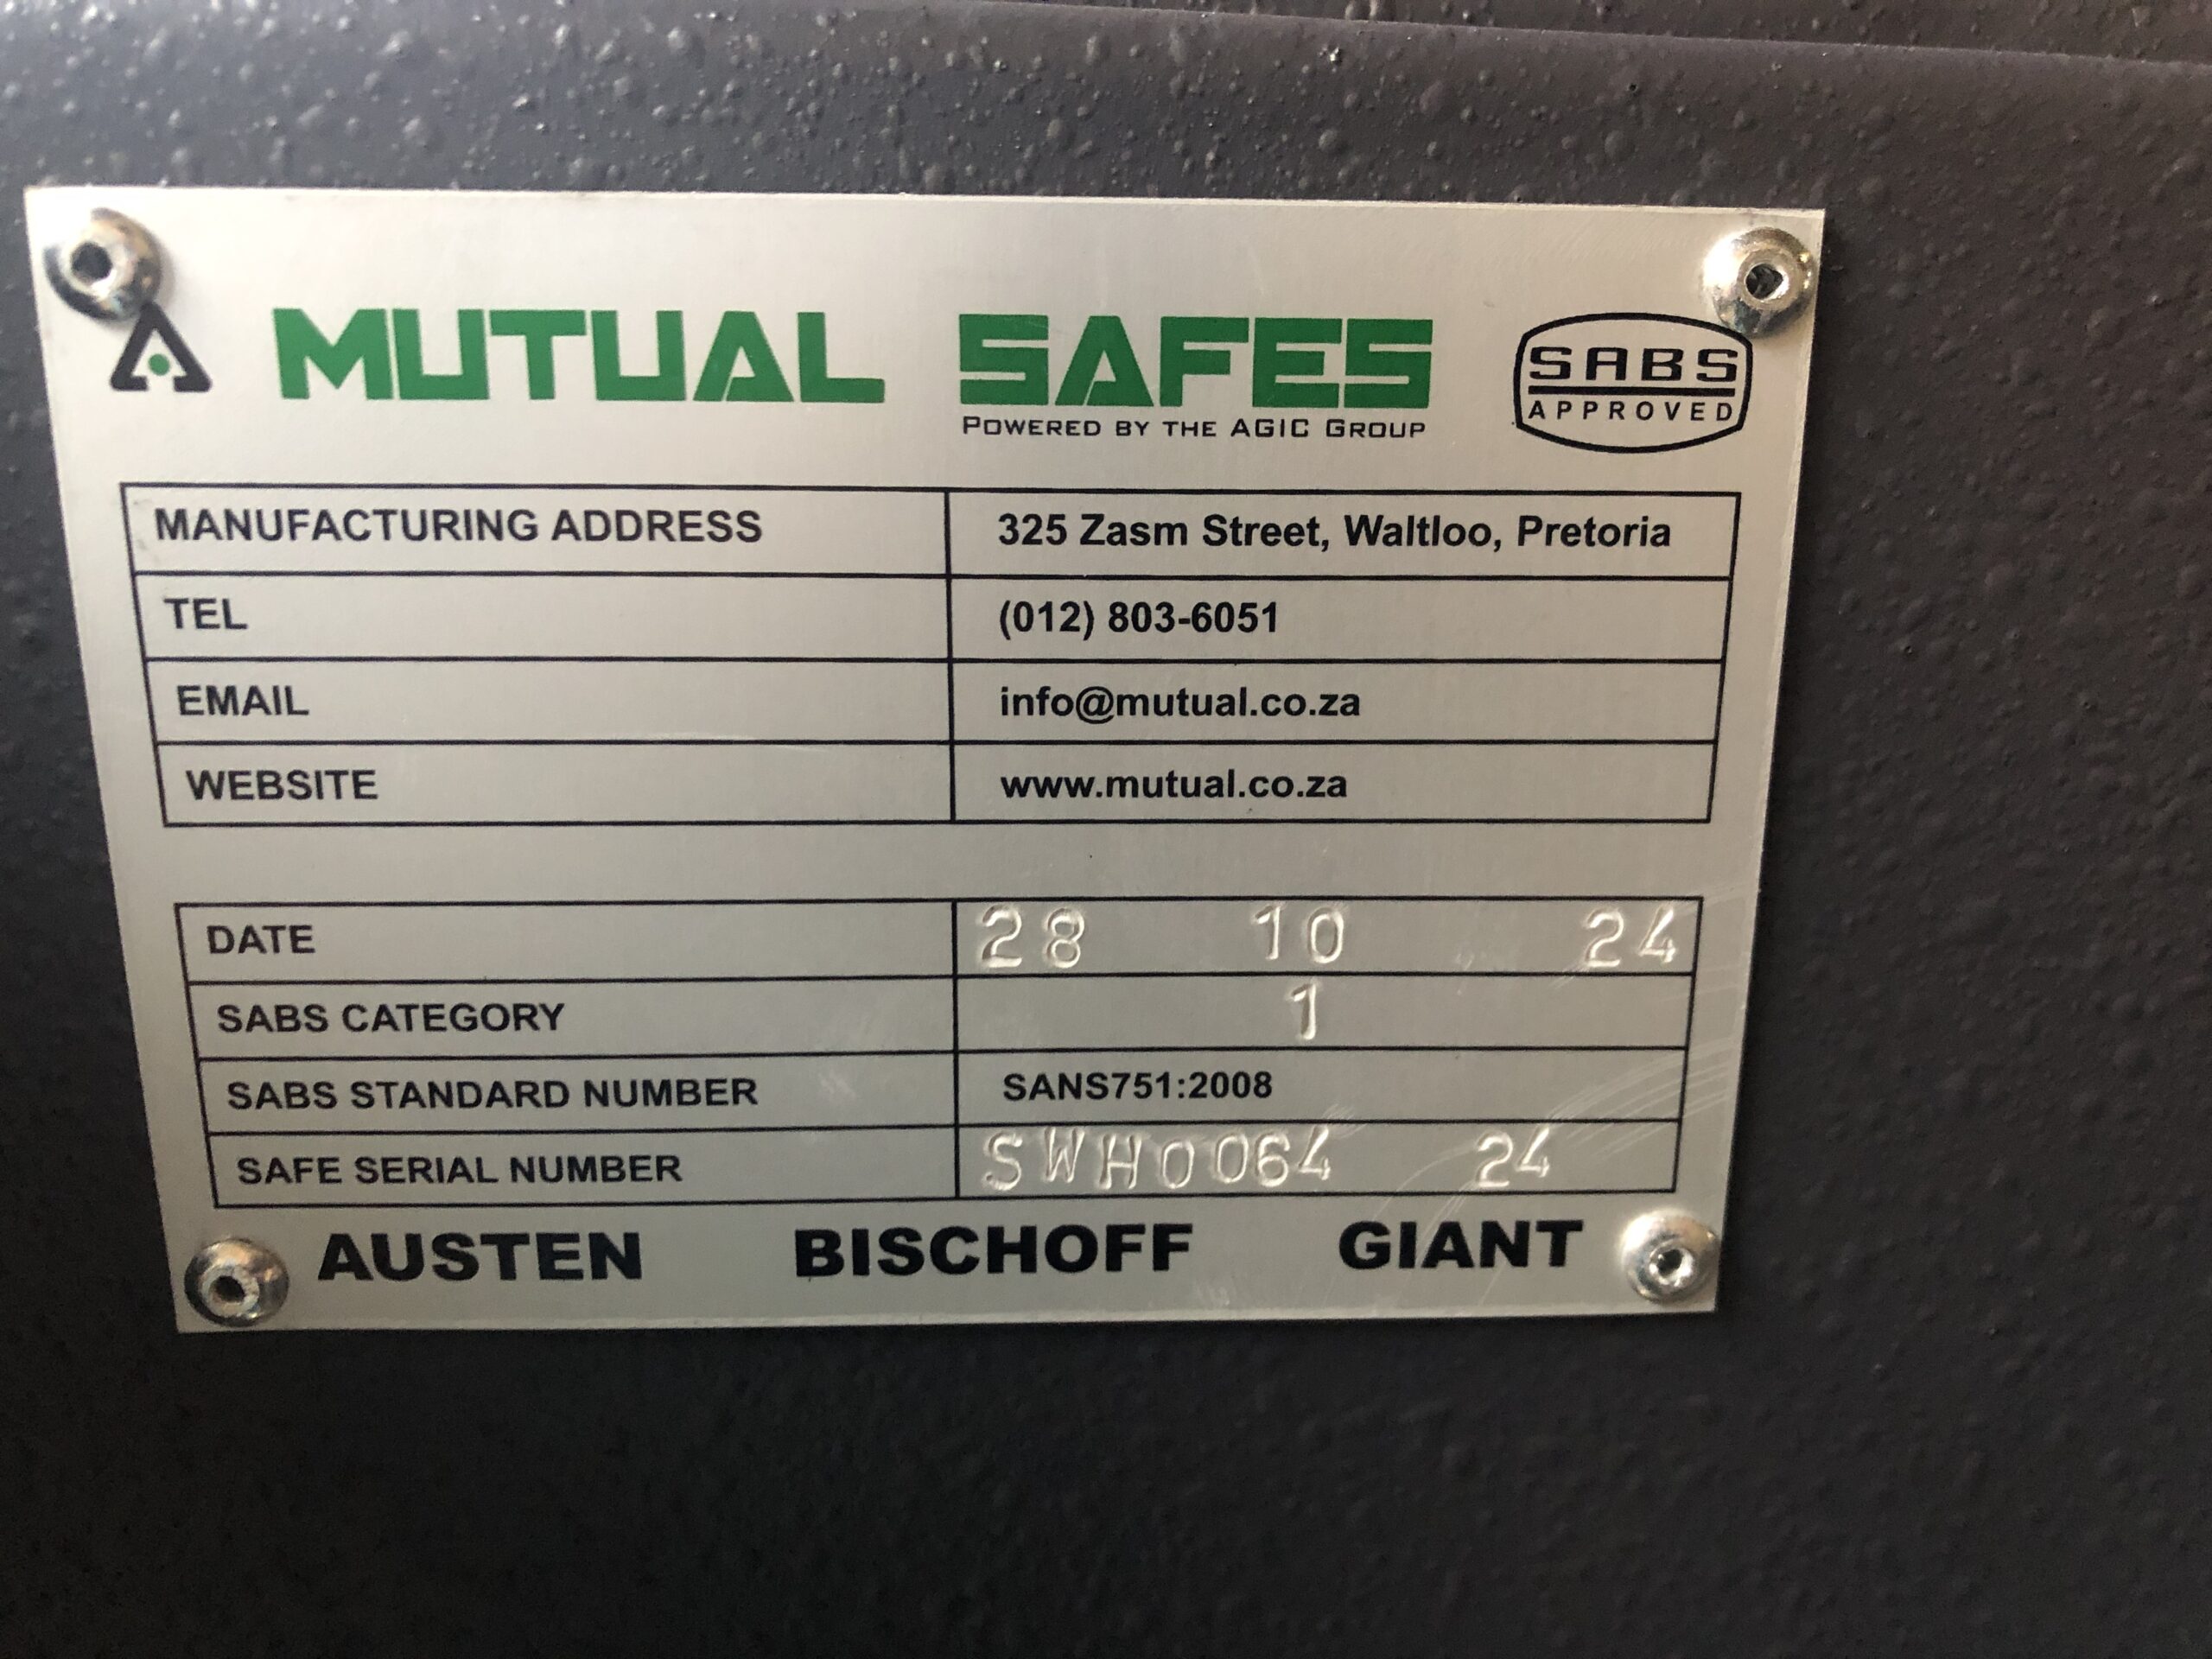 MUTUAL SAFES
POWERED BY THE AGIC GROUP
SABS
APPROVED
MANUFACTURING ADDRESS 325 Zasm Street, Waltloo, Pretoria
TEL (012) 803-6051
EMAIL info@mutual.co.za
WEBSITE www.mutual.co.za
DATE 28 10 24
SABS CATEGORY 1
SABS STANDARD NUMBER SANS751:2008
SAFE SERIAL NUMBER SWH0064 24
AUSTEN BISCHOFF GIANT